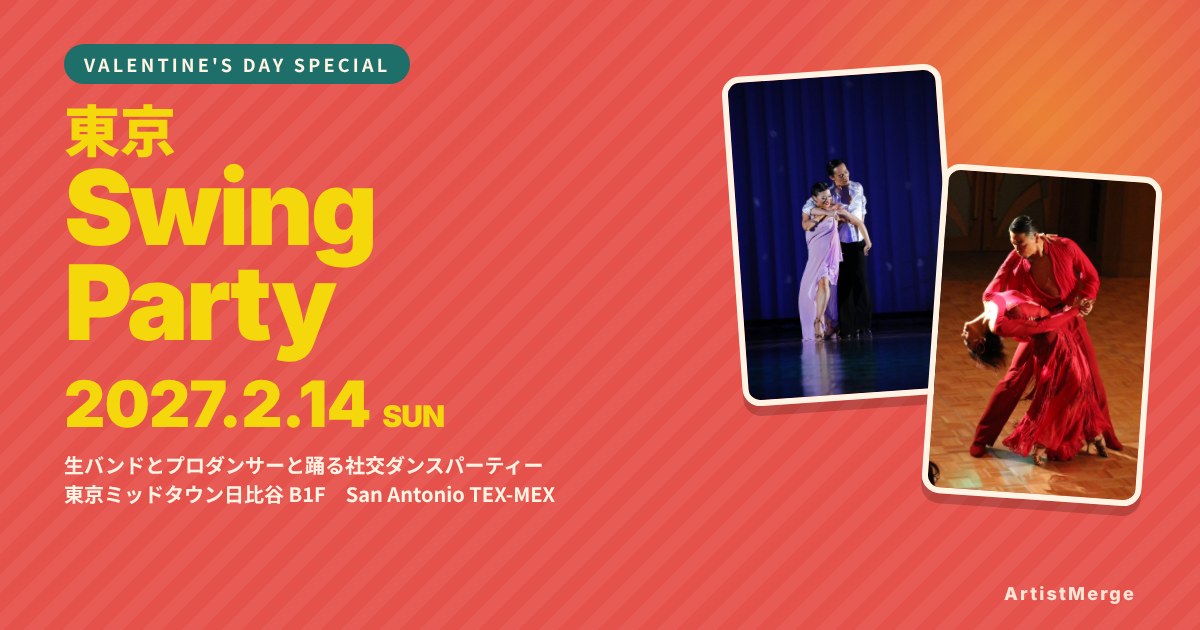 VALENTINE'S DAY SPECIAL
東京
Swing
Party
2027.2.14 SUN
生バンドとプロダンサーと踊る社交ダンスパーティー
東京ミッドタウン日比谷 B1F　San Antonio TEX-MEX
ArtistMerge